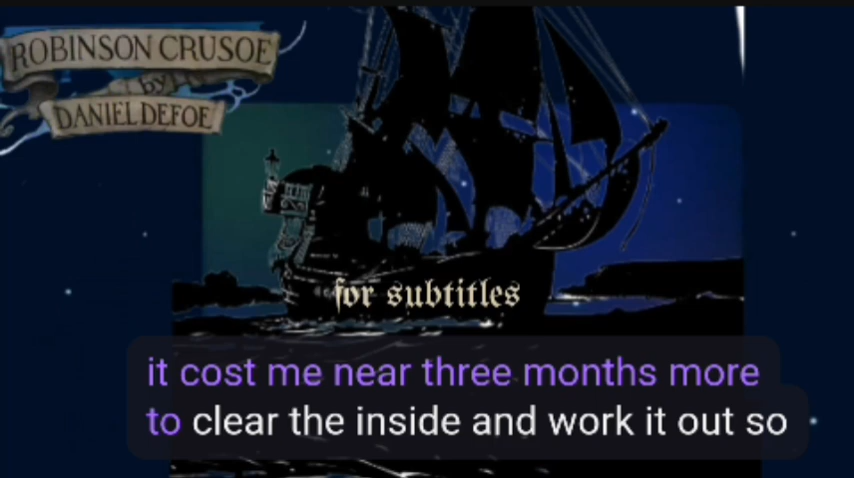 ROBINSON CRUSOE
by
DANIEL DEFOE
for subtitles
it cost me near three months more
to clear the inside and work it out so